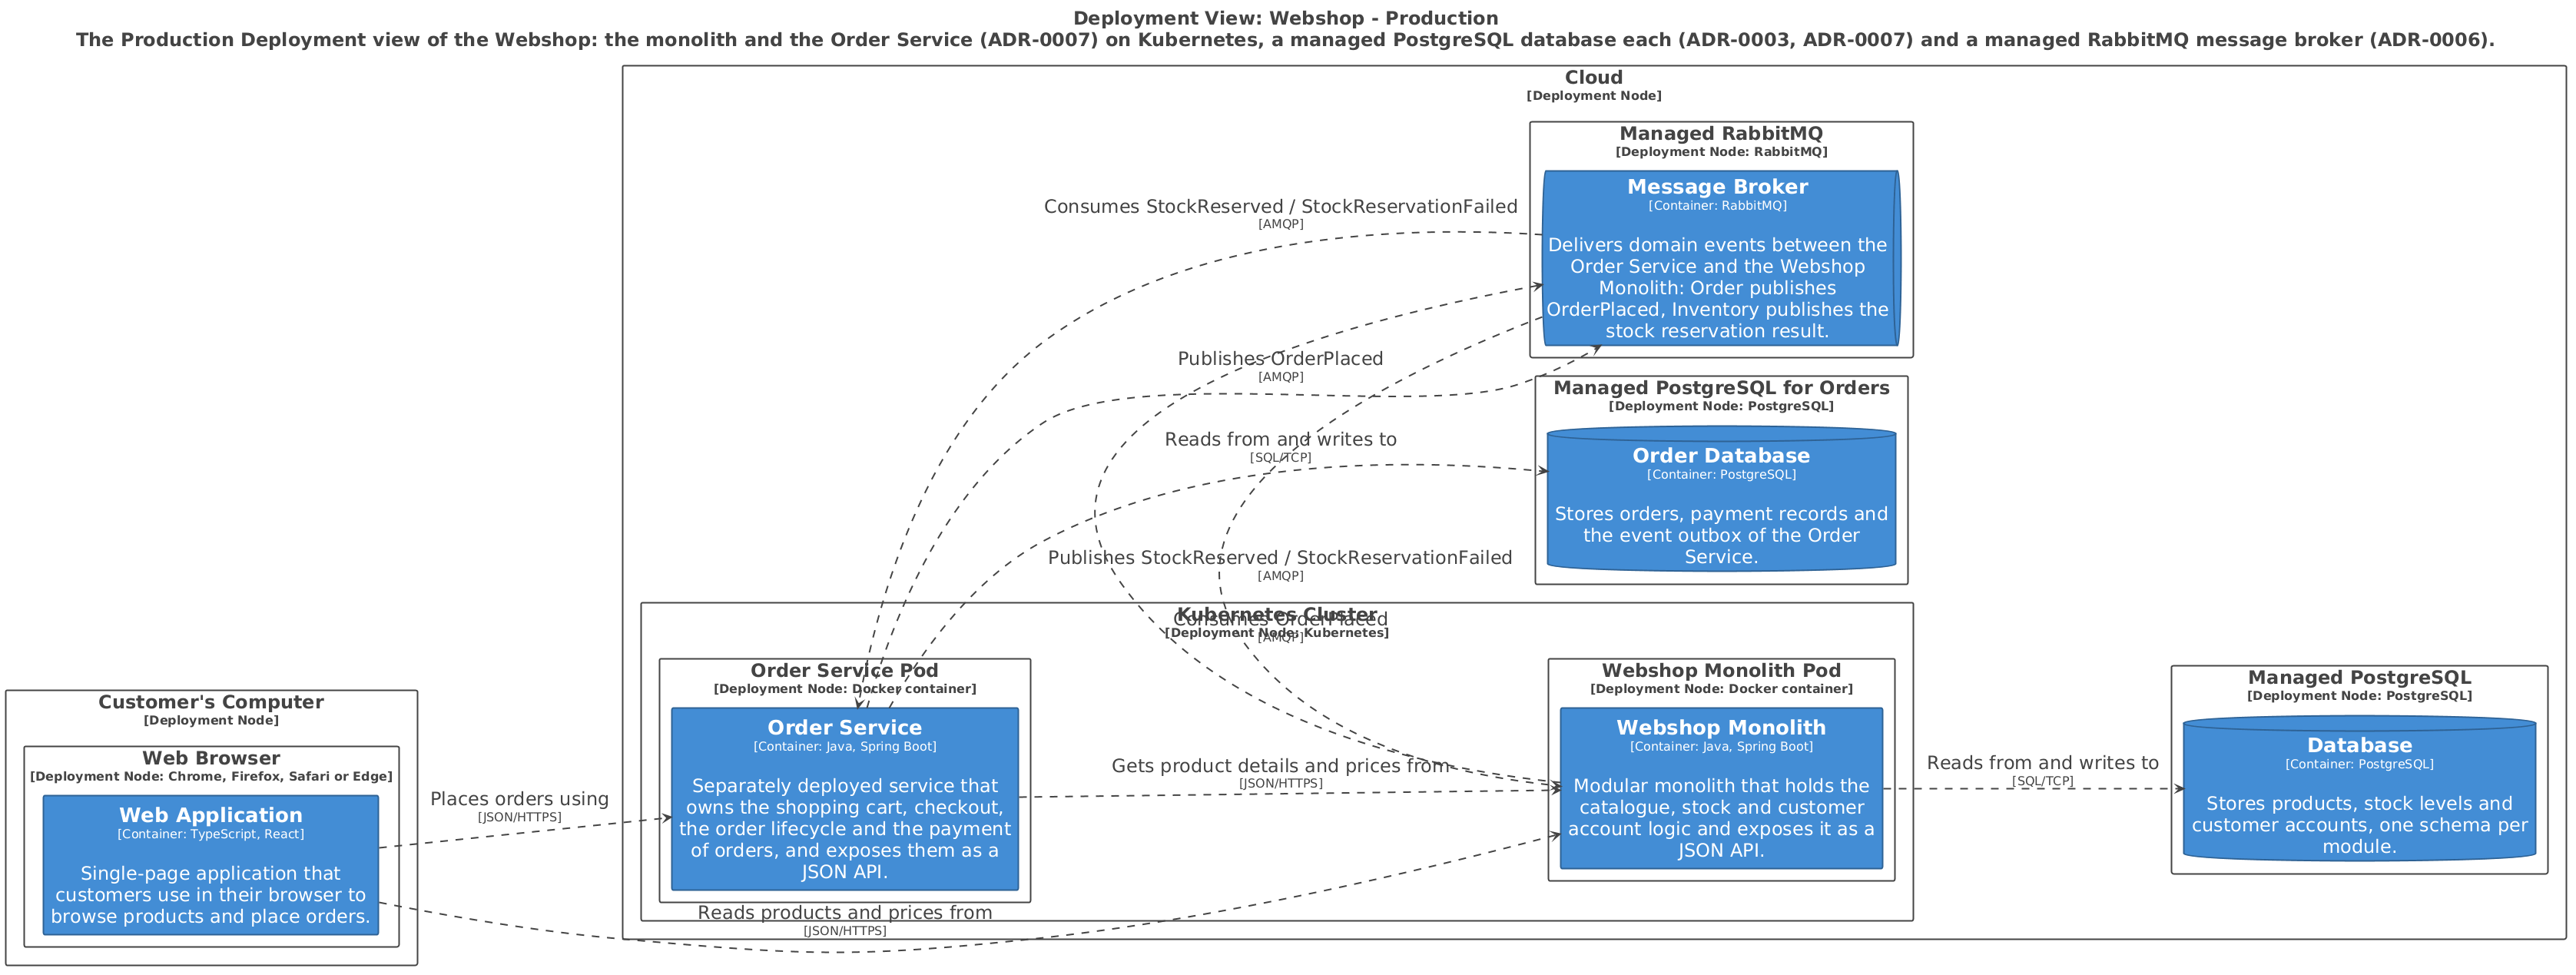 Deployment View: Webshop - Production
The Production Deployment view of the Webshop: the monolith and the Order Service (ADR-0007) on Kubernetes, a managed PostgreSQL database each (ADR-0003, ADR-0007) and a managed RabbitMQ message broker (ADR-0006).
Cloud
[Deployment Node]
Managed RabbitMQ
[Deployment Node: RabbitMQ]
Message Broker
[Container: RabbitMQ]
Delivers domain events between the
Order Service and the Webshop
Monolith: Order publishes
OrderPlaced, Inventory publishes the
stock reservation result.
Consumes StockReserved / StockReservationFailed
[AMQP]
Publishes OrderPlaced
[AMQP]
Managed PostgreSQL for Orders
[Deployment Node: PostgreSQL]
Order Database
[Container: PostgreSQL]
Stores orders, payment records and
the event outbox of the Order
Service.
Reads from and writes to
[SQL/TCP]
Publishes StockReserved / StockReservationFailed
[AMQP]
Kubernetes Cluster
[Deployment Node: Kubernetes]
Consumes OrderPlaced
[AMQP]
Order Service Pod
[Deployment Node: Docker container]
Order Service
[Container: Java, Spring Boot]
Separately deployed service that
owns the shopping cart, checkout,
the order lifecycle and the payment
of orders, and exposes them as a
JSON API.
Webshop Monolith Pod
[Deployment Node: Docker container]
Webshop Monolith
[Container: Java, Spring Boot]
Modular monolith that holds the
catalogue, stock and customer
account logic and exposes it as a
JSON API.
Gets product details and prices from
[JSON/HTTPS]
Managed PostgreSQL
[Deployment Node: PostgreSQL]
Database
[Container: PostgreSQL]
Stores products, stock levels and
customer accounts, one schema per
module.
Reads from and writes to
[SQL/TCP]
Customer's Computer
[Deployment Node]
Web Browser
[Deployment Node: Chrome, Firefox, Safari or Edge]
Web Application
[Container: TypeScript, React]
Single-page application that
customers use in their browser to
browse products and place orders.
Places orders using
[JSON/HTTPS]
Reads products and prices from
[JSON/HTTPS]